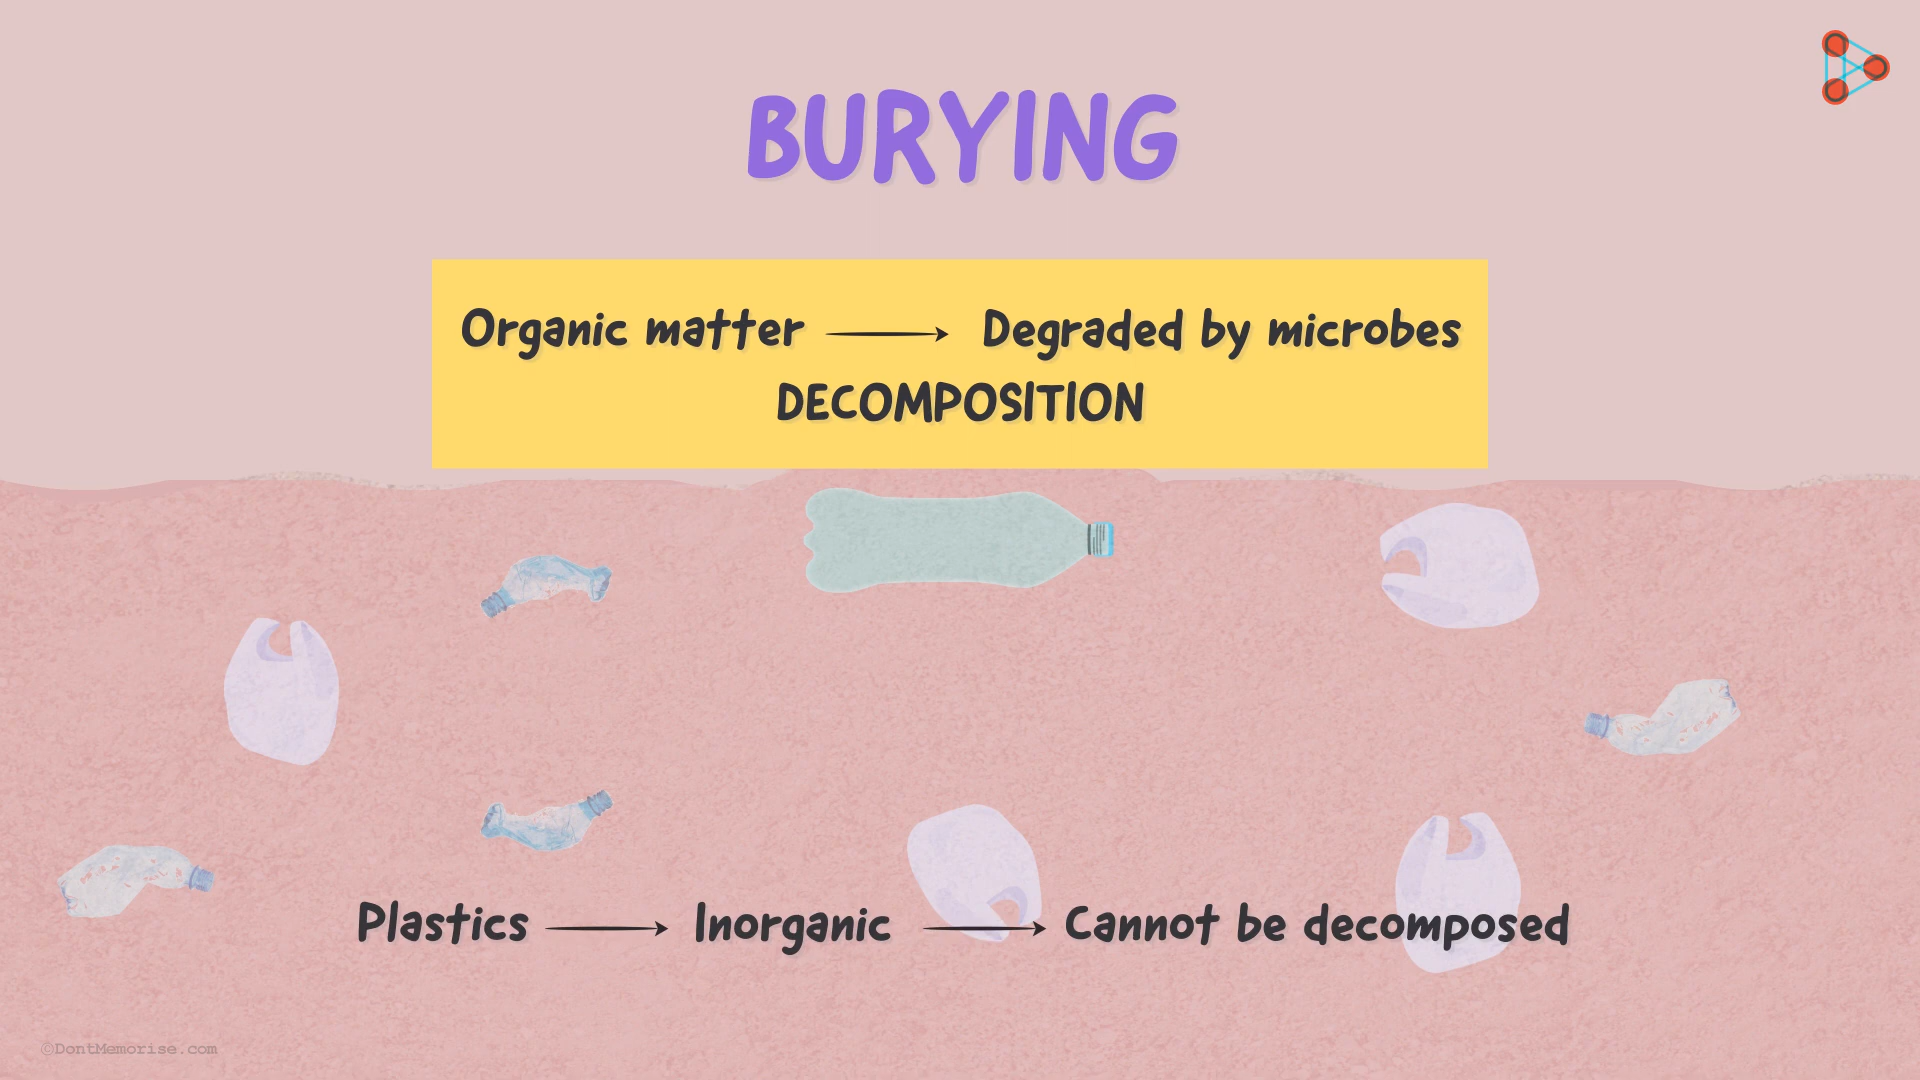 BURYING
Organic matter → Degraded by microbes
DECOMPOSITION
Plastics → Inorganic → Cannot be decomposed
©DontMemorise.com